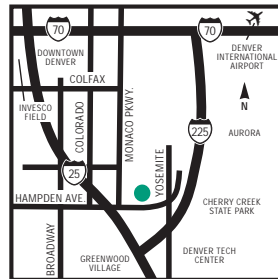 70
70
DOWNTOWN
DENVER
DENVER
INTERNATIONAL
AIRPORT
COLFAX
N
INVESCO
FIELD
COLORADO
MONACO PKWY.
YOSEMITE
225
AURORA
25
HAMPDEN AVE.
CHERRY CREEK
STATE PARK
BROADWAY
GREENWOOD
VILLAGE
DENVER TECH
CENTER